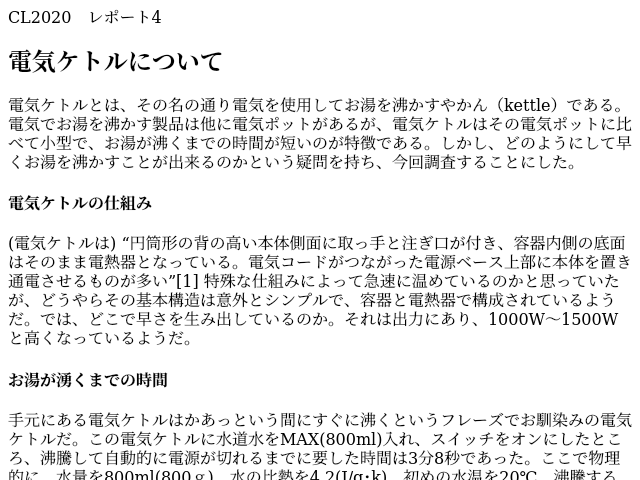 CL2020　レポート4
電気ケトルについて
電気ケトルとは、その名の通り電気を使用してお湯を沸かすやかん（kettle）である。
電気でお湯を沸かす製品は他に電気ポットがあるが、電気ケトルはその電気ポットに比
べて小型で、お湯が沸くまでの時間が短いのが特徴である。しかし、どのようにして早
くお湯を沸かすことが出来るのかという疑問を持ち、今回調査することにした。
電気ケトルの仕組み
(電気ケトルは) “円筒形の背の高い本体側面に取っ手と注ぎ口が付き、容器内側の底面
はそのまま電熱器となっている。電気コードがつながった電源ベース上部に本体を置き
通電させるものが多い”[1] 特殊な仕組みによって急速に温めているのかと思っていた
が、どうやらその基本構造は意外とシンプルで、容器と電熱器で構成されているよう
だ。では、どこで早さを生み出しているのか。それは出力にあり、1000W～1500W
と高くなっているようだ。
お湯が湧くまでの時間
手元にある電気ケトルはかあっという間にすぐに沸くというフレーズでお馴染みの電気
ケトルだ。この電気ケトルに水道水をMAX(800ml)入れ、スイッチをオンにしたとこ
ろ、沸騰して自動的に電源が切れるまでに要した時間は3分8秒であった。ここで物理
的に、水量を800ml(800ｇ)、水の比熱を4.2(J/g･k)、初めの水温を20℃、沸騰する